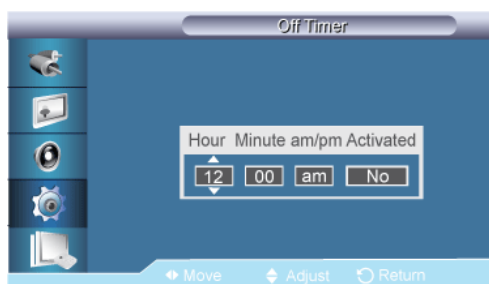 Off Timer
Hour Minute am/pm Activated
12 00 am No
Move Adjust Return